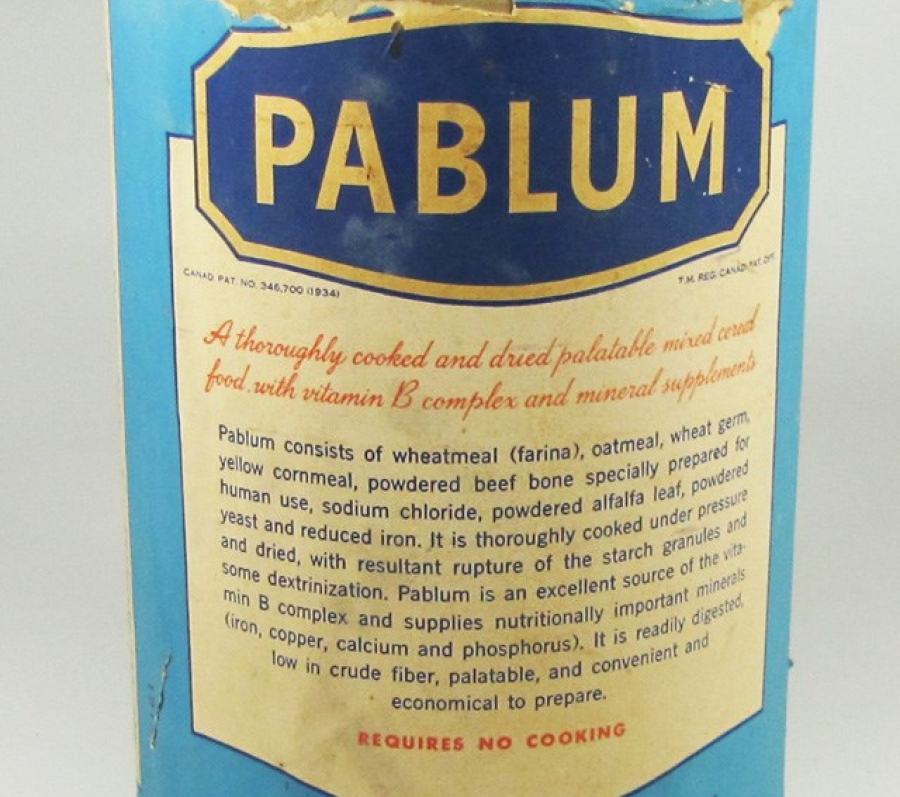 PABLUM
CANAD. PAT. NO. 346,700 (1934)
T.M. REG. CANAD. PAT. OFF.
A thoroughly cooked and dried palatable mixed cereal
food with vitamin B complex and mineral supplements
Pablum consists of wheatmeal (farina), oatmeal, wheat germ,
yellow cornmeal, powdered beef bone specially prepared for
human use, sodium chloride, powdered alfalfa leaf, powdered
yeast and reduced iron. It is thoroughly cooked under pressure
and dried, with resultant rupture of the starch granules and
some dextrinization. Pablum is an excellent source of the vita-
min B complex and supplies nutritionally important minerals
(iron, copper, calcium and phosphorus). It is readily digested,
low in crude fiber, palatable, and convenient and
economical to prepare.
REQUIRES NO COOKING